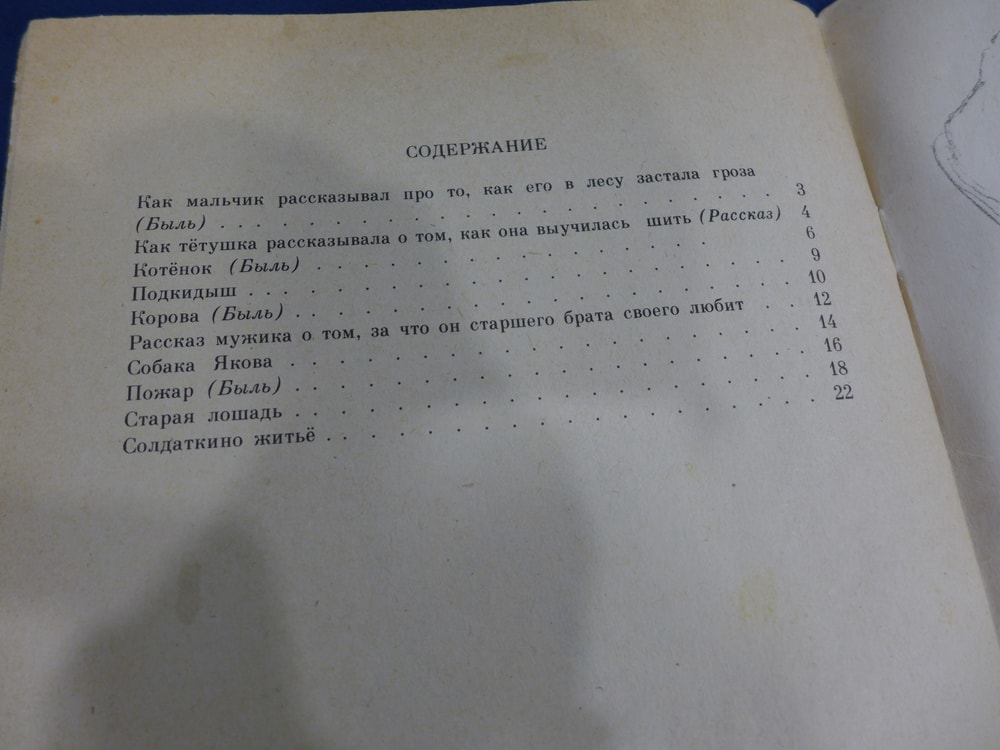 СОДЕРЖАНИЕ
Как мальчик рассказывал про то, как его в лесу застала гроза
(Быль) . . . . . . . . . . . . . . . . . . . . 3
Как тётушка рассказывала о том, как она выучилась шить (Рассказ) 4
Котёнок (Быль) . . . . . . . . . . . . . . . . 6
Подкидыш . . . . . . . . . . . . . . . . . . . 9
Корова (Быль) . . . . . . . . . . . . . . . . . 10
Рассказ мужика о том, за что он старшего брата своего любит . . 12
Собака Якова . . . . . . . . . . . . . . . . . 14
Пожар (Быль) . . . . . . . . . . . . . . . . . 16
Старая лошадь . . . . . . . . . . . . . . . . . 18
Солдаткино житьё . . . . . . . . . . . . . . . . 22